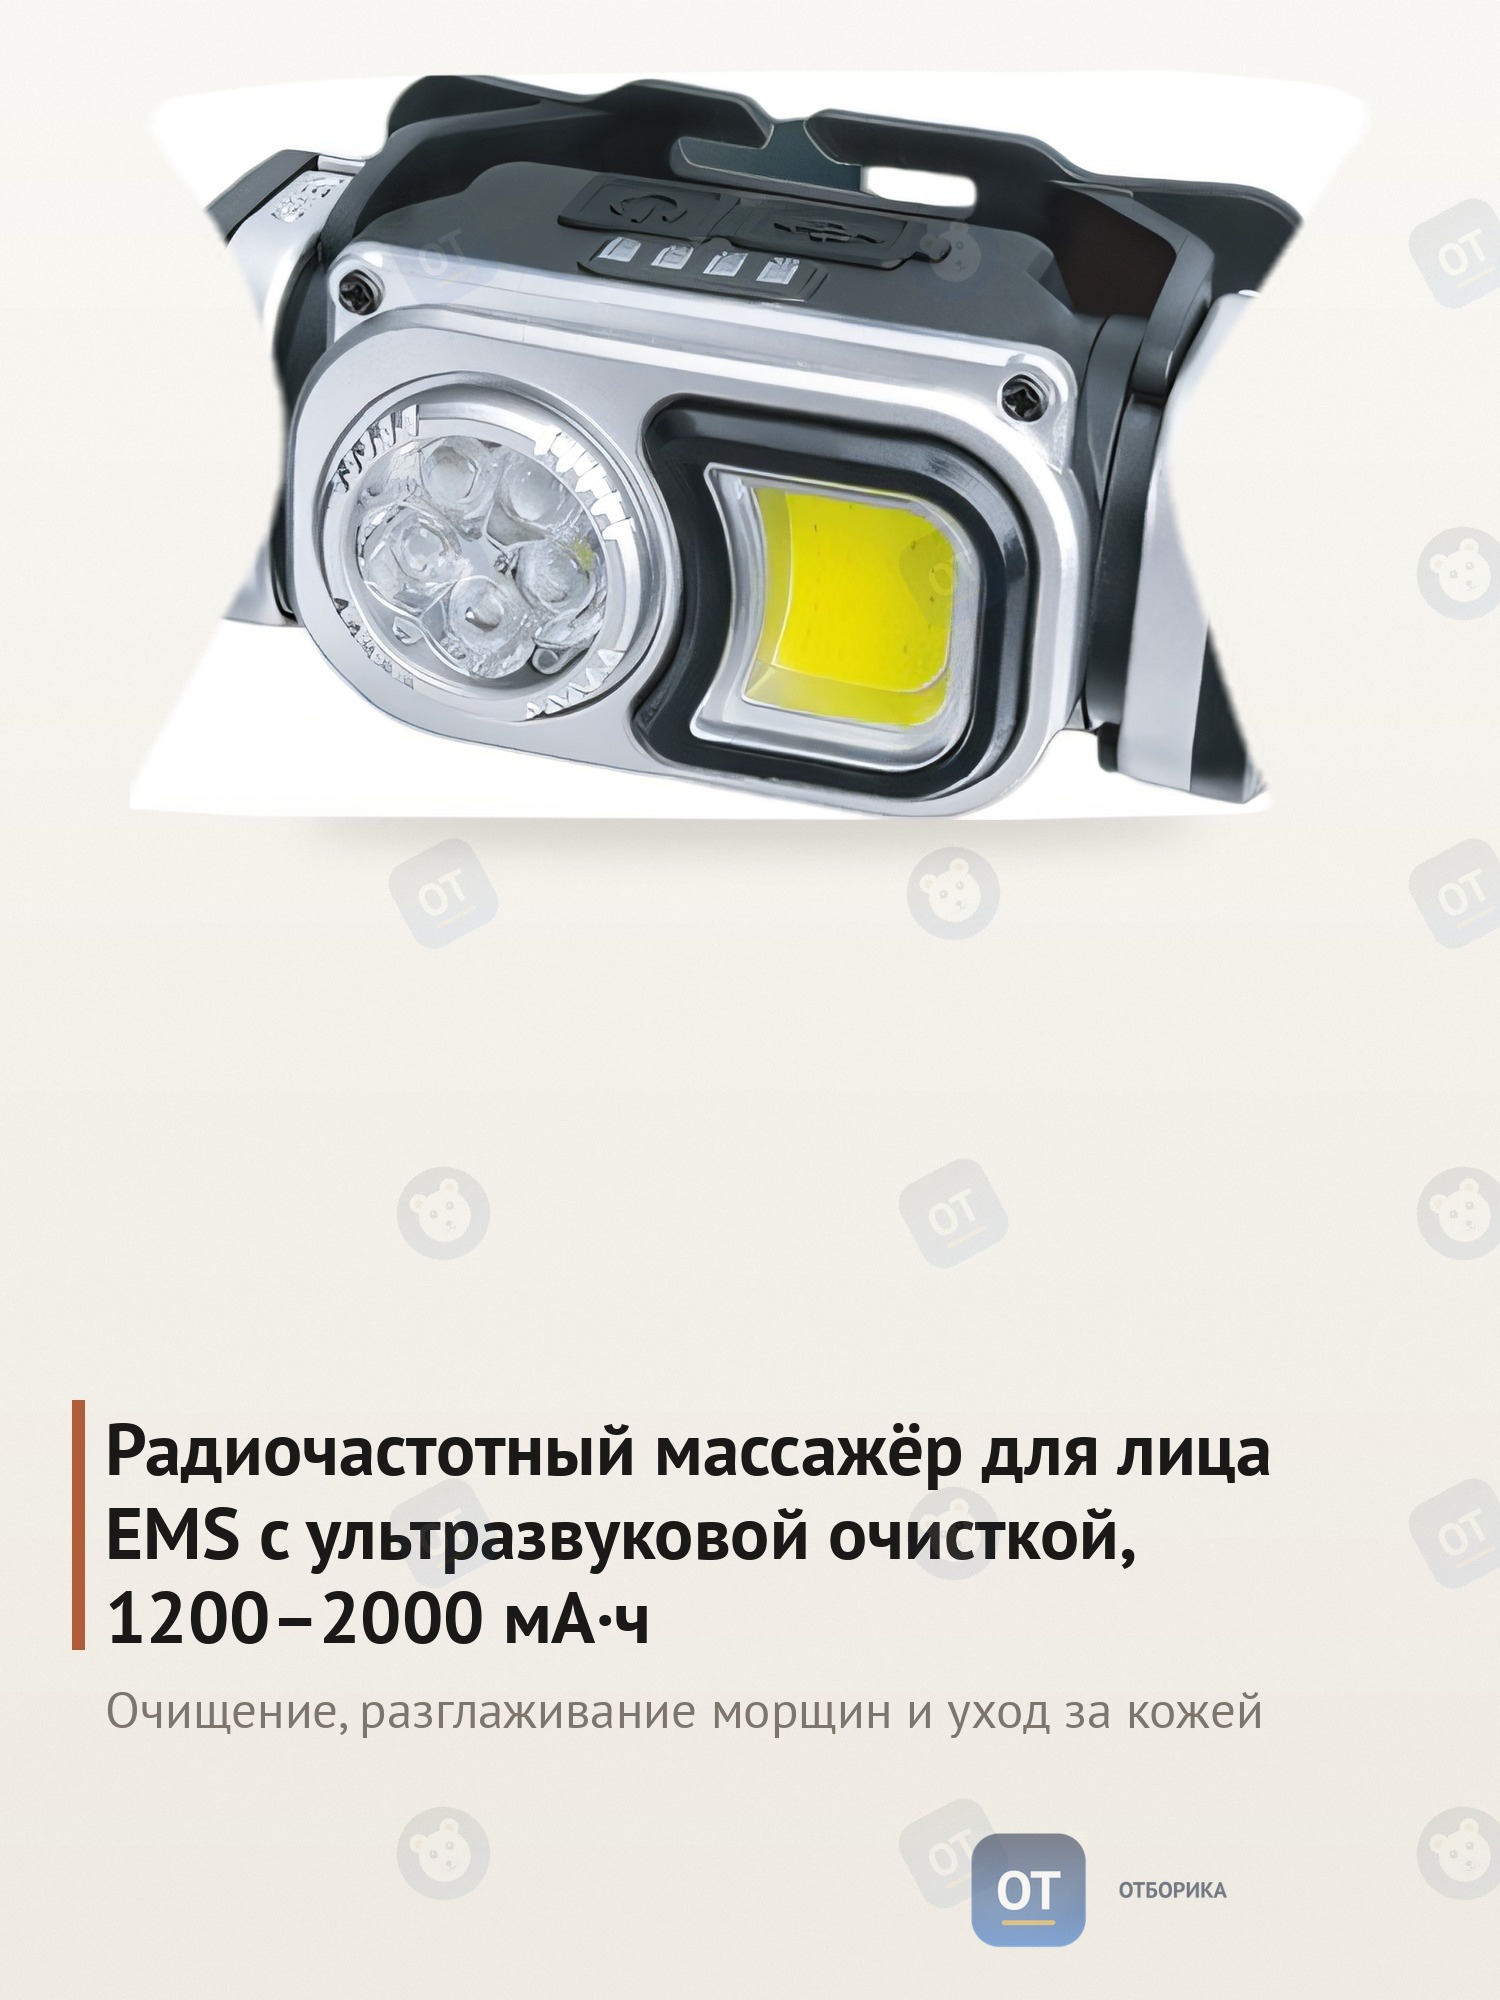 Радиочастотный массажёр для лица
EMS с ультразвуковой очисткой,
1200–2000 мА·ч
Очищение, разглаживание морщин и уход за кожей
ОТ
ОТБОРИКА